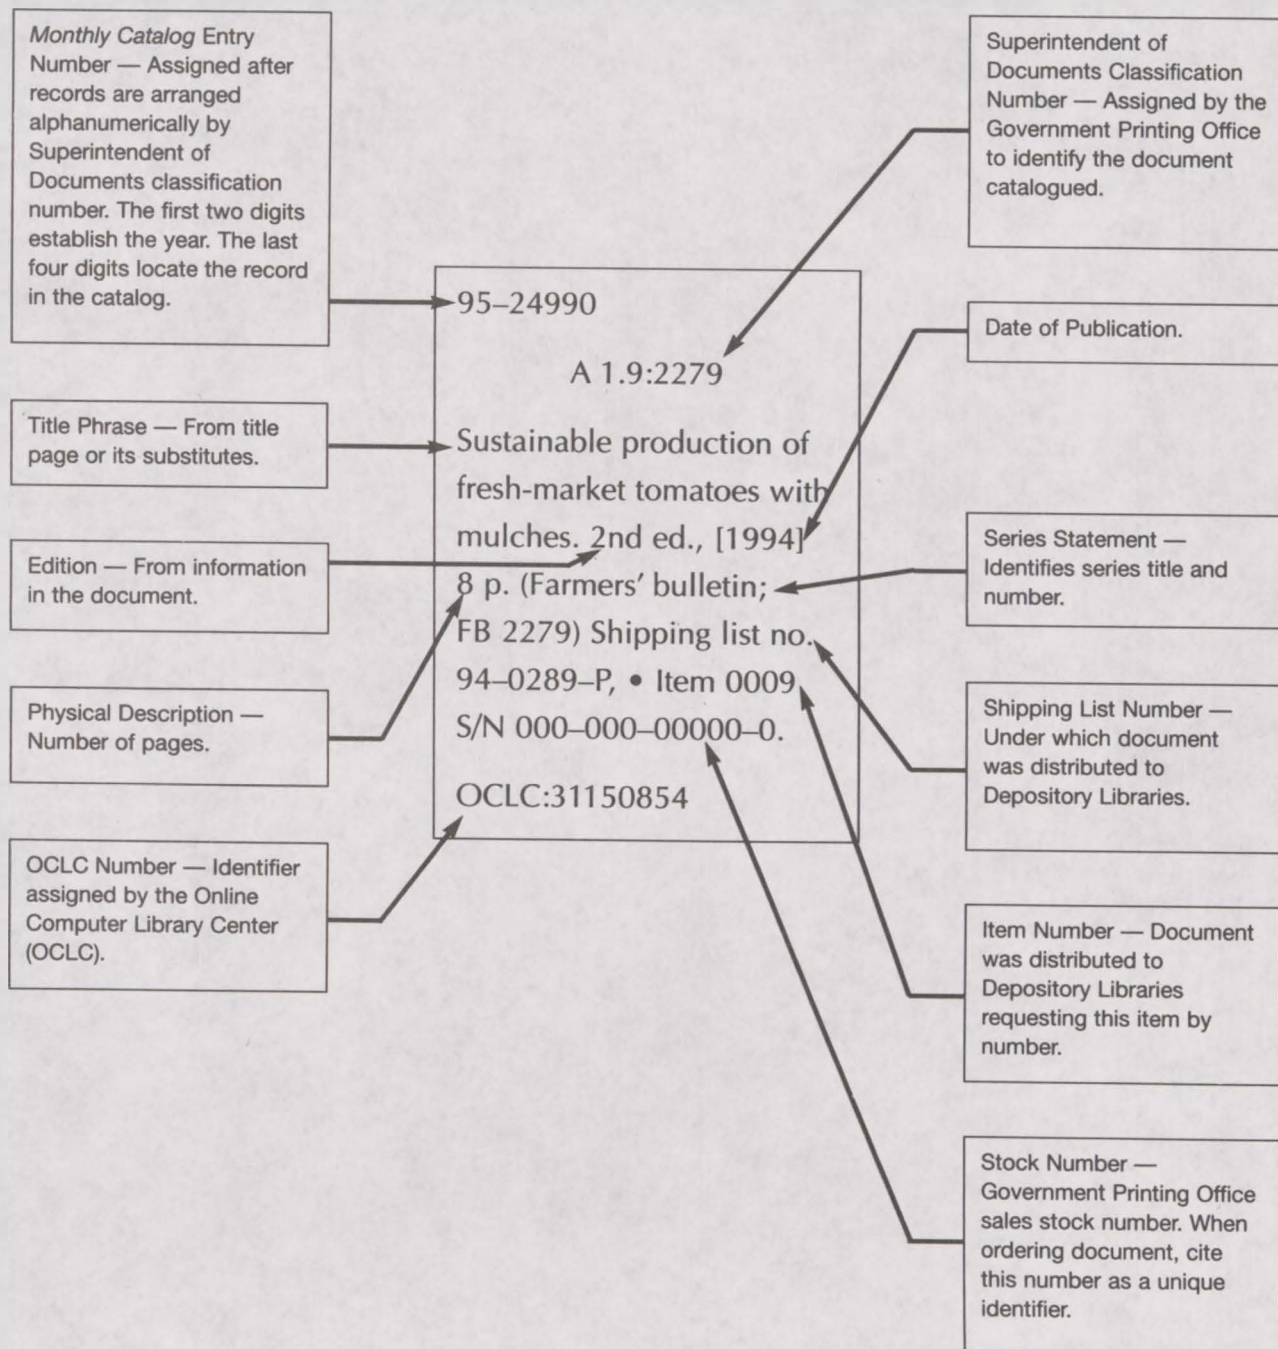 Monthly Catalog Entry
Number — Assigned after
records are arranged
alphanumerically by
Superintendent of
Documents classification
number. The first two digits
establish the year. The last
four digits locate the record
in the catalog.
Title Phrase — From title
page or its substitutes.
Edition — From information
in the document.
Physical Description —
Number of pages.
OCLC Number — Identifier
assigned by the Online
Computer Library Center
(OCLC).
95–24990
A 1.9:2279
Sustainable production of
fresh-market tomatoes with
mulches. 2nd ed., [1994]
8 p. (Farmers' bulletin;
FB 2279) Shipping list no.
94–0289–P, • Item 0009
S/N 000–000–00000–0.
OCLC:31150854
Superintendent of
Documents Classification
Number — Assigned by the
Government Printing Office
to identify the document
catalogued.
Date of Publication.
Series Statement —
Identifies series title and
number.
Shipping List Number —
Under which document
was distributed to
Depository Libraries.
Item Number — Document
was distributed to
Depository Libraries
requesting this item by
number.
Stock Number —
Government Printing Office
sales stock number. When
ordering document, cite
this number as a unique
identifier.